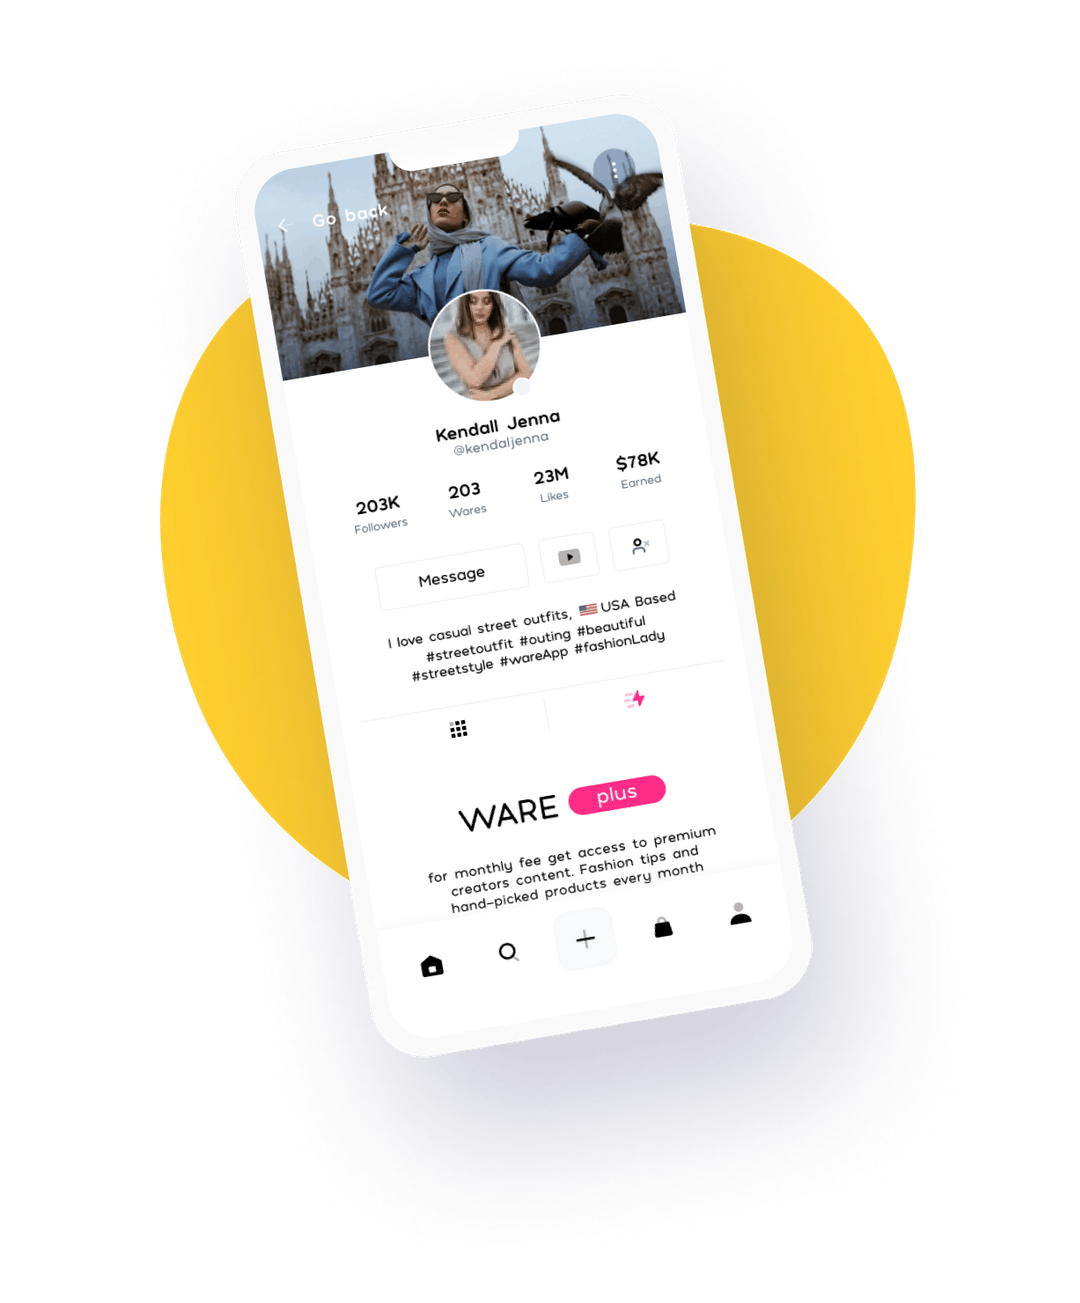 Go back
Kendall Jenna
@kendaljenna
203K 203 23M $78K
Followers Wares Likes Earned
Message
I love casual street outfits, 🇺🇸 USA Based
#streetoutfit #outing #beautiful
#streetstyle #wareApp #fashionLady
WARE plus
for monthly fee get access to premium
creators content. Fashion tips and
hand-picked products every month